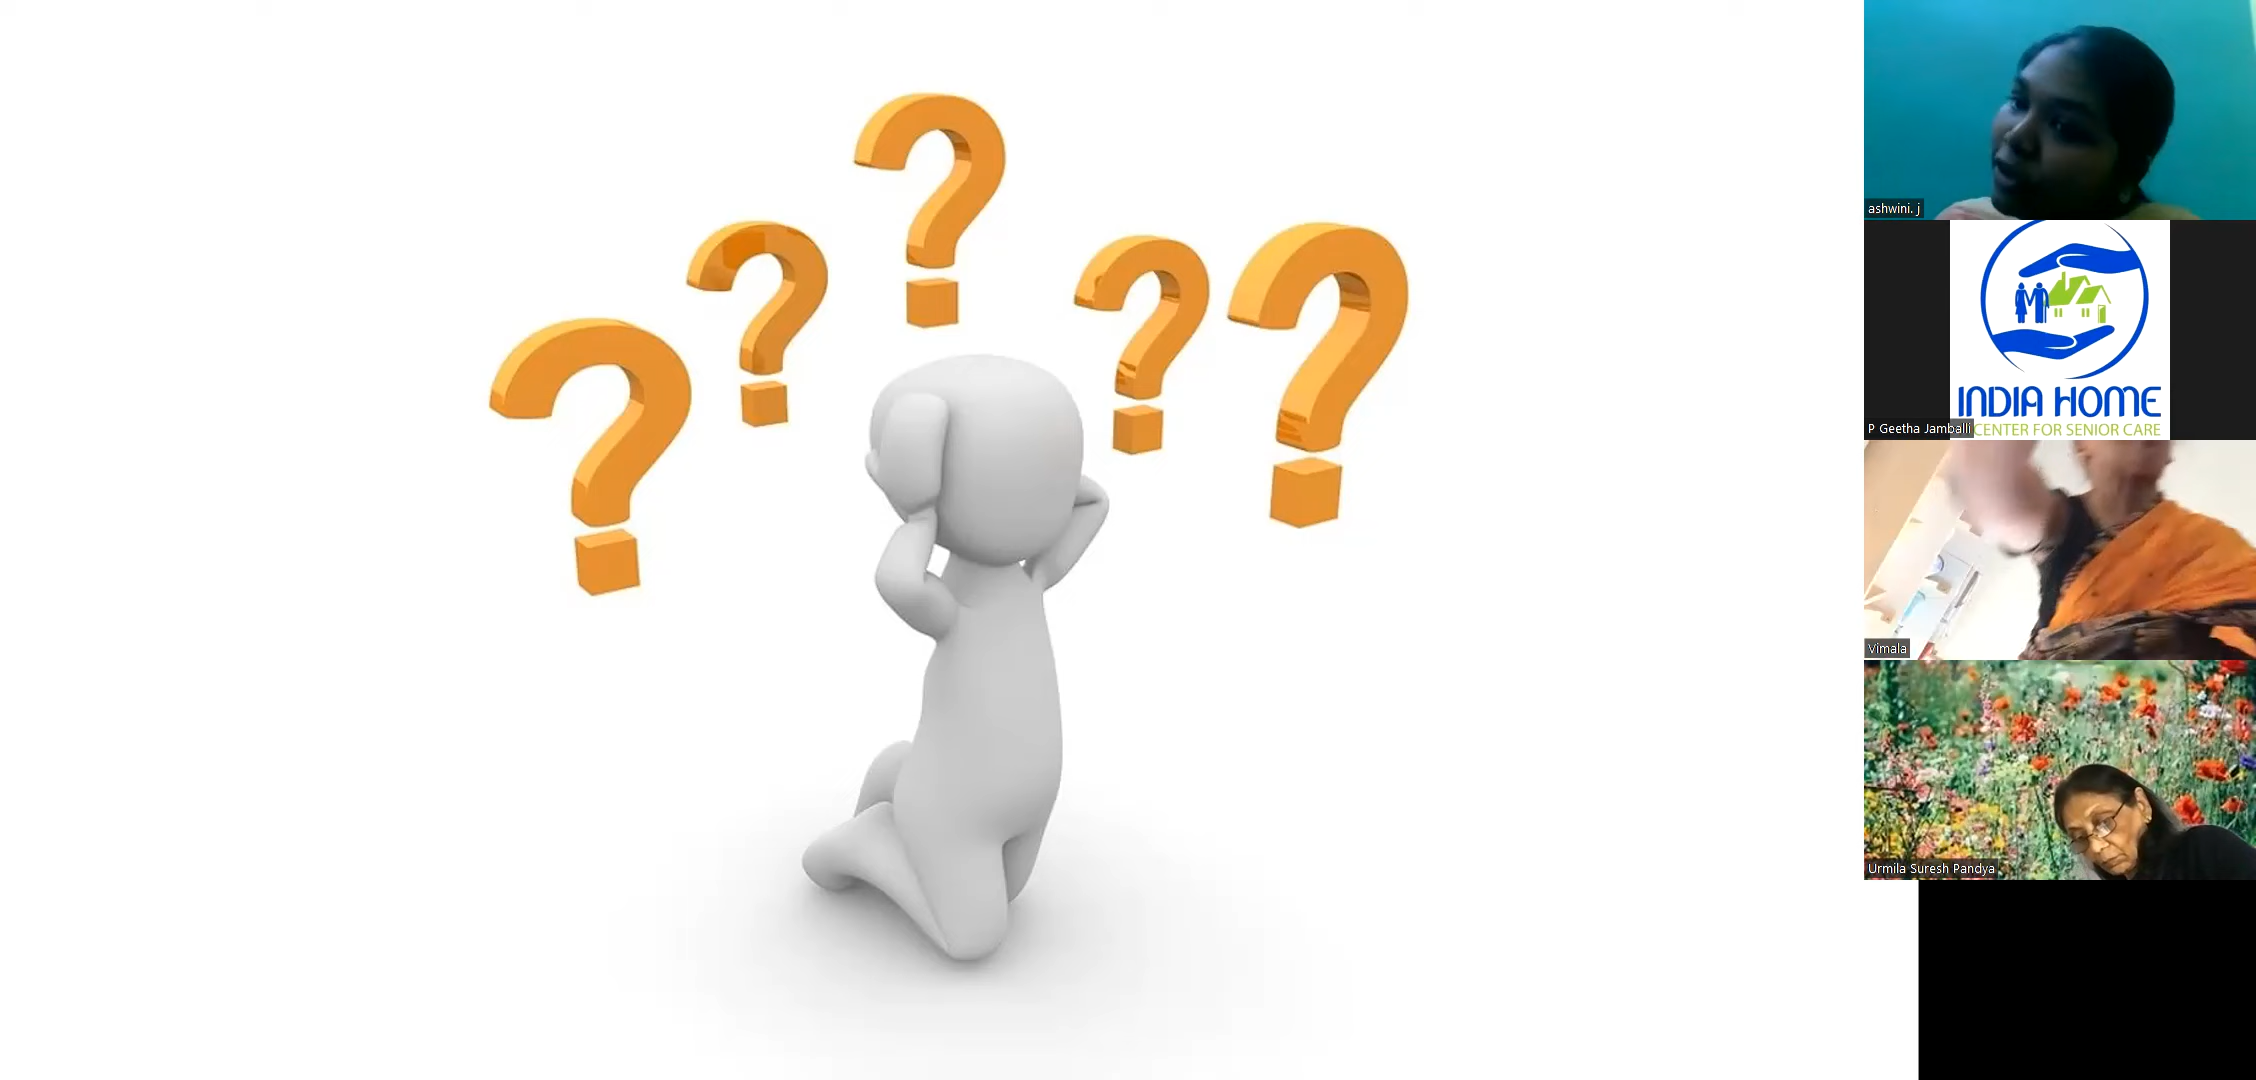 ?
?
?
?
?
ashwini. j
INDIA HOME
CENTER FOR SENIOR CARE
P Geetha Jamballi
Vimala
Urmila Suresh Pandya